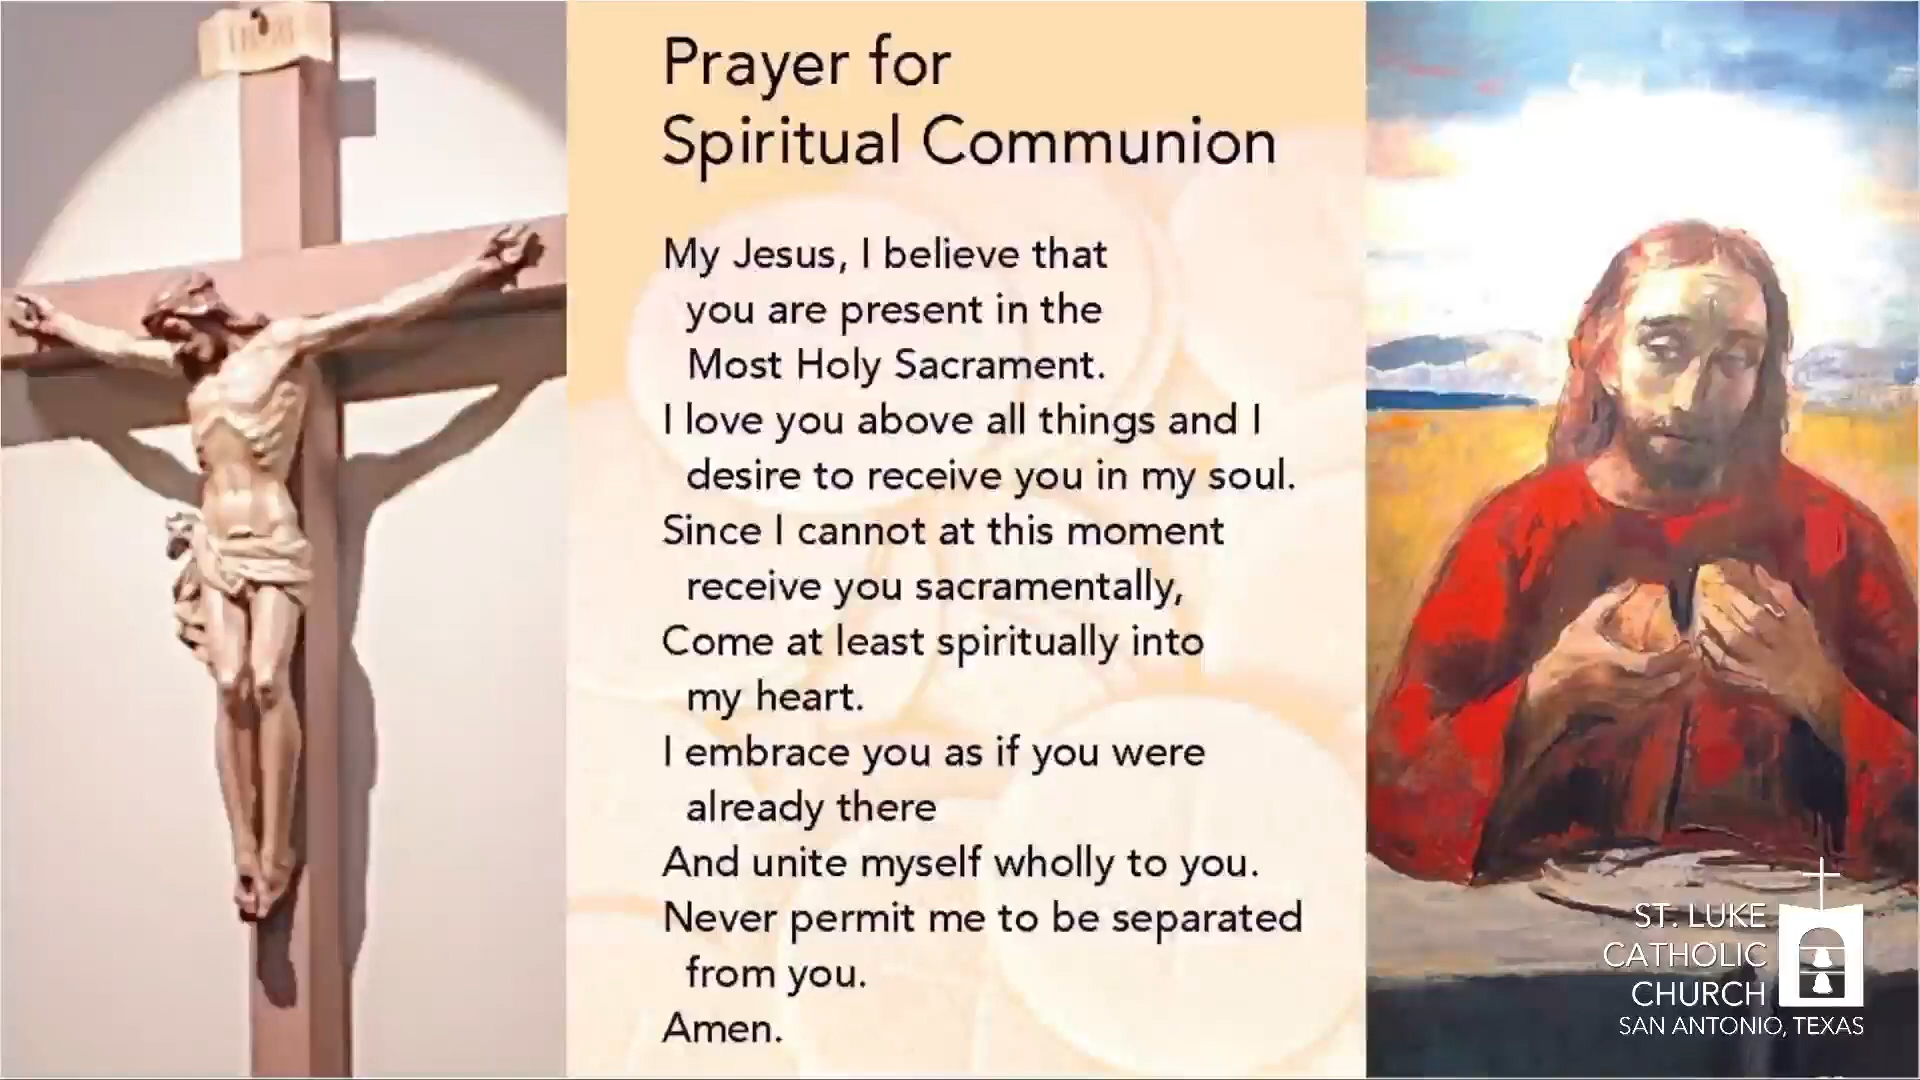 Prayer for
Spiritual Communion
My Jesus, I believe that
you are present in the
Most Holy Sacrament.
I love you above all things and I
desire to receive you in my soul.
Since I cannot at this moment
receive you sacramentally,
Come at least spiritually into
my heart.
I embrace you as if you were
already there
And unite myself wholly to you.
Never permit me to be separated
from you.
Amen.
ST. LUKE
CATHOLIC
CHURCH
SAN ANTONIO, TEXAS